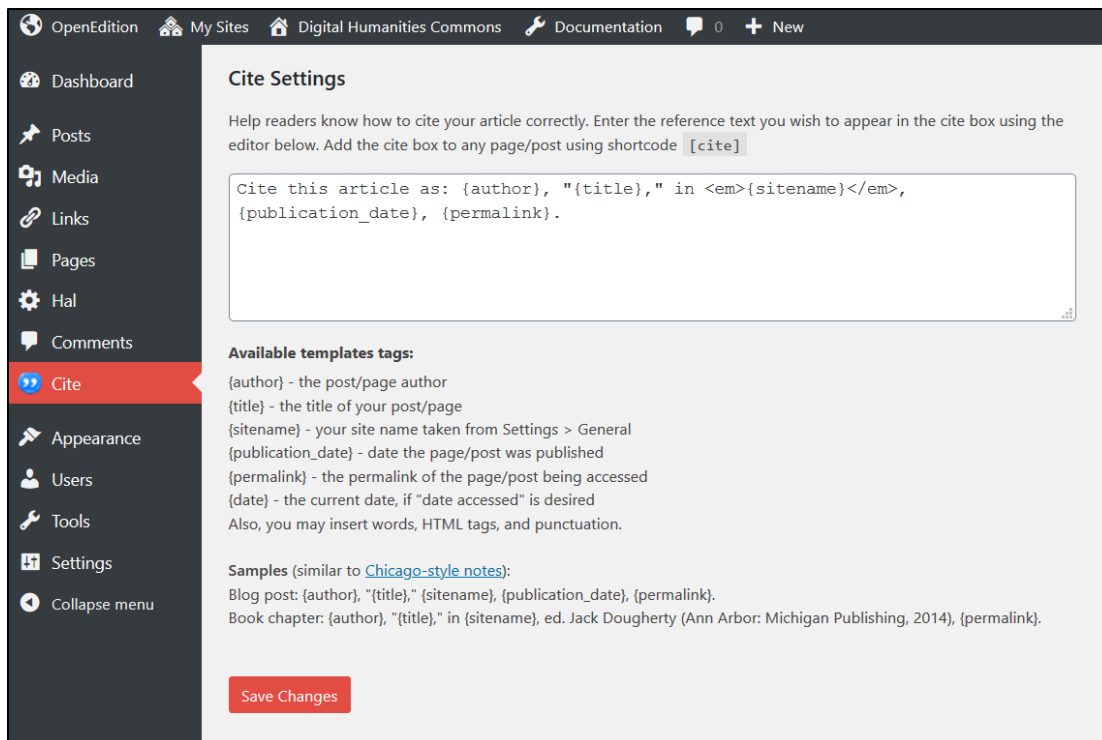 OpenEdition My Sites Digital Humanities Commons Documentation 0 New
Dashboard
Posts
Media
Links
Pages
Hal
Comments
Cite
Appearance
Users
Tools
Settings
Collapse menu
Cite Settings
Help readers know how to cite your article correctly. Enter the reference text you wish to appear in the cite box using the
editor below. Add the cite box to any page/post using shortcode [cite]
Cite this article as: {author}, "{title}," in <em>{sitename}</em>,
{publication_date}, {permalink}.
Available templates tags:
{author} - the post/page author
{title} - the title of your post/page
{sitename} - your site name taken from Settings > General
{publication_date} - date the page/post was published
{permalink} - the permalink of the page/post being accessed
{date} - the current date, if "date accessed" is desired
Also, you may insert words, HTML tags, and punctuation.
Samples (similar to Chicago-style notes):
Blog post: {author}, "{title}," {sitename}, {publication_date}, {permalink}.
Book chapter: {author}, "{title}," in {sitename}, ed. Jack Dougherty (Ann Arbor: Michigan Publishing, 2014), {permalink}.
Save Changes